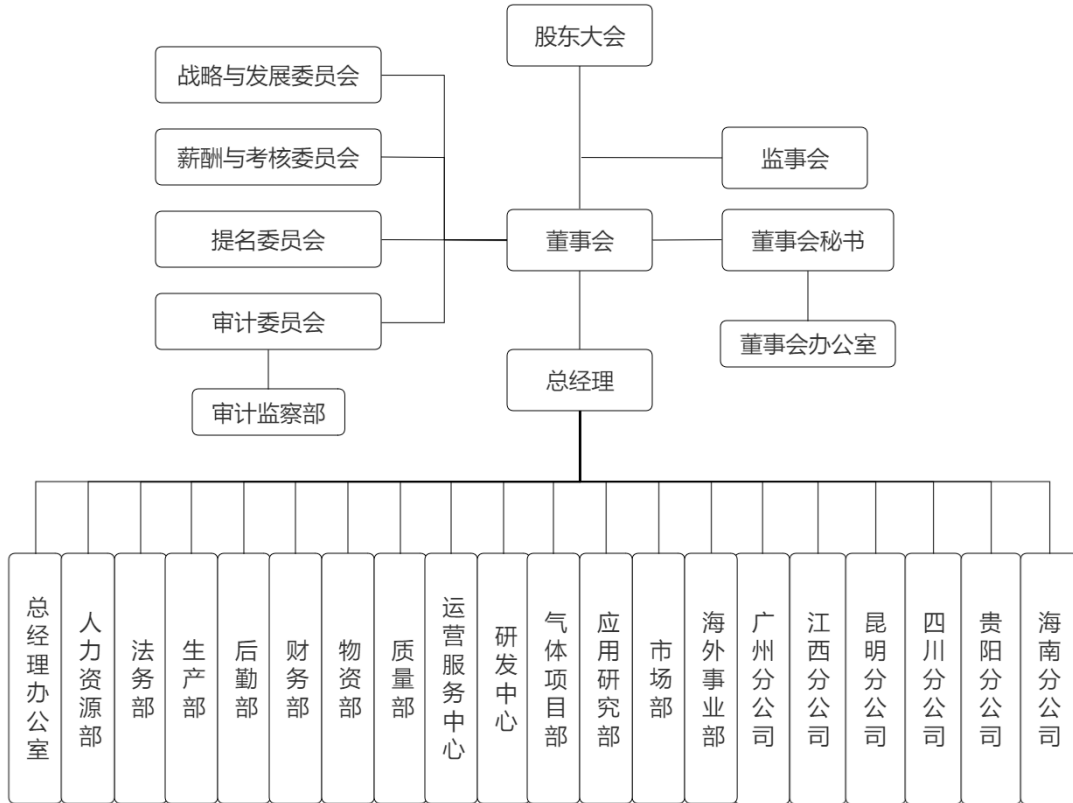 股东大会
战略与发展委员会
薪酬与考核委员会
监事会
提名委员会
董事会
董事会秘书
审计委员会
董事会办公室
总经理
审计监察部
总经理办公室
人力资源部
法务部
生产部
后勤部
财务部
物资部
质量部
运营服务中心
研发中心
气体项目部
应用研究部
市场部
海外事业部
广州分公司
江西分公司
昆明分公司
四川分公司
贵阳分公司
海南分公司